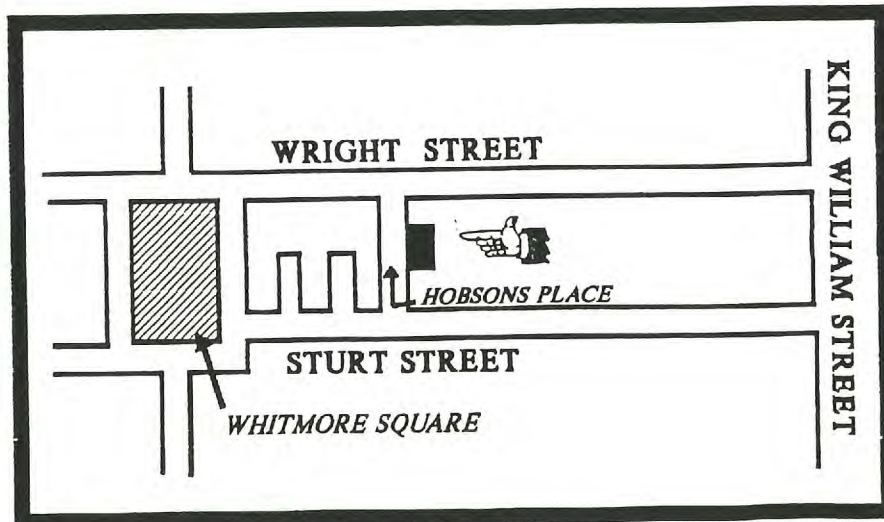 WRIGHT STREET
KING WILLIAM STREET
HOBSONS PLACE
STURT STREET
WHITMORE SQUARE